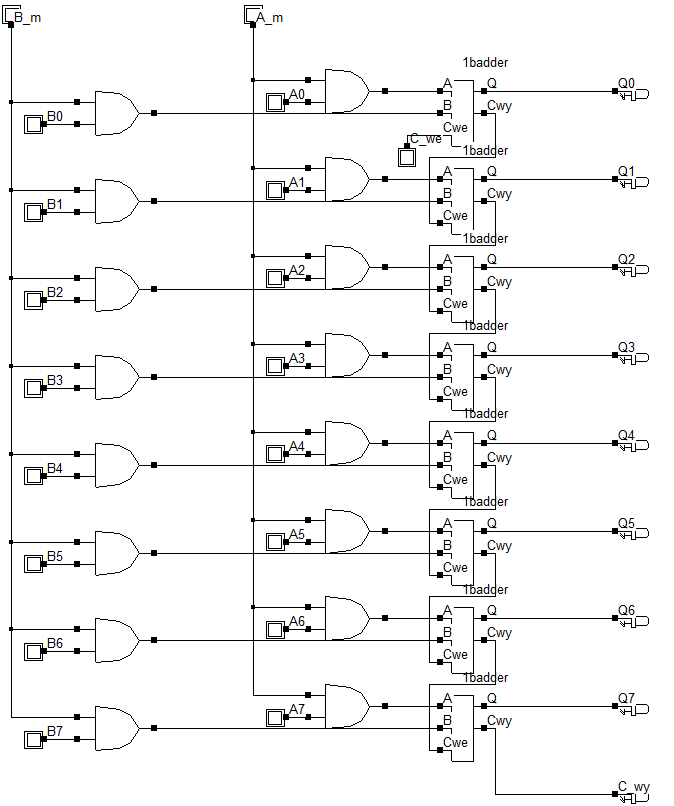 B_m A_m
1badder
A0 A Q Q0
B0 B Cwy
C_we Cwe
1badder
A1 A Q Q1
B1 B Cwy
Cwe
1badder
A2 A Q Q2
B2 B Cwy
Cwe
1badder
A3 A Q Q3
B3 B Cwy
Cwe
1badder
A4 A Q Q4
B4 B Cwy
Cwe
1badder
A5 A Q Q5
B5 B Cwy
Cwe
1badder
A6 A Q Q6
B6 B Cwy
Cwe
1badder
A7 A Q Q7
B7 B Cwy
Cwe
C_wy